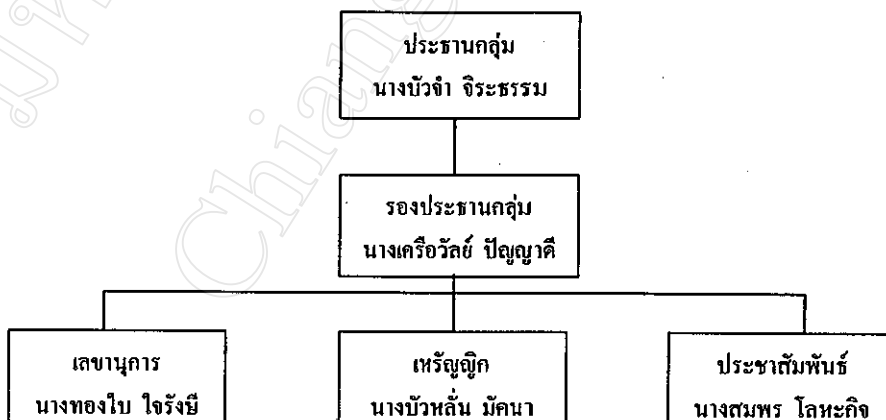 ประธานกลุ่ม
นางบัวจำ จิระธรรม
รองประธานกลุ่ม
นางเครือวัลย์ ปัญญาดี
เลขานุการ
นางทองใบ ใจรังษี
เหรัญญิก
นางบัวหลั่น มัคนา
ประชาสัมพันธ์
นางสมพร โลหะกิจ
Chiang